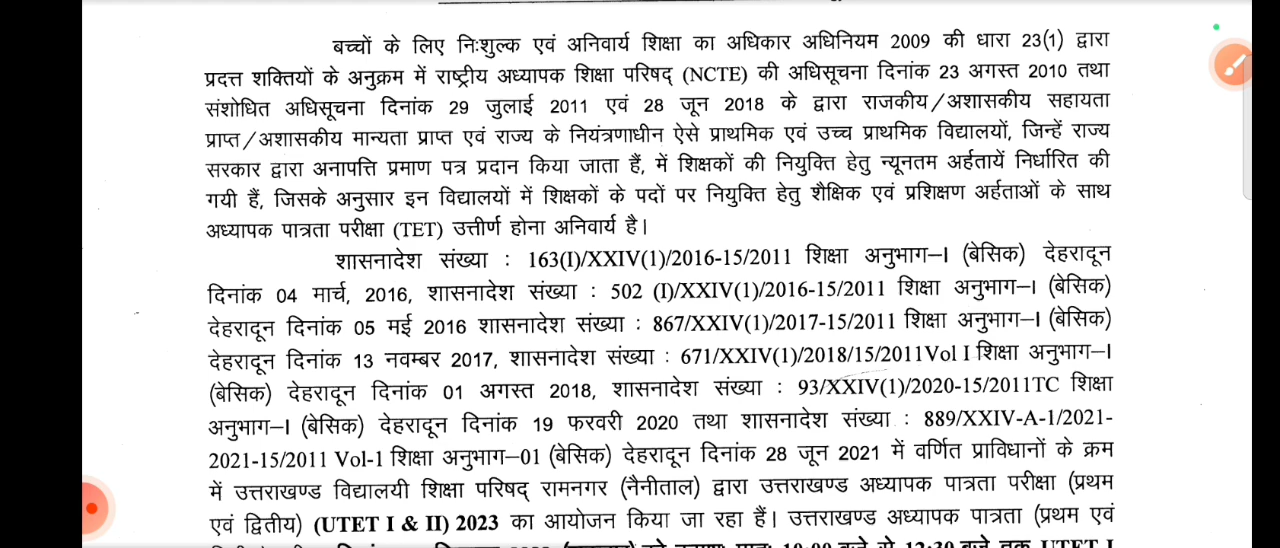 बच्चों के लिए निःशुल्क एवं अनिवार्य शिक्षा का अधिकार अधिनियम 2009 की धारा 23(1) द्वारा
प्रदत्त शक्तियों के अनुक्रम में राष्ट्रीय अध्यापक शिक्षा परिषद् (NCTE) की अधिसूचना दिनांक 23 अगस्त 2010 तथा
संशोधित अधिसूचना दिनांक 29 जुलाई 2011 एवं 28 जून 2018 के द्वारा राजकीय/अशासकीय सहायता
प्राप्त/अशासकीय मान्यता प्राप्त एवं राज्य के नियंत्रणाधीन ऐसे प्राथमिक एवं उच्च प्राथमिक विद्यालयों, जिन्हें राज्य
सरकार द्वारा अनापत्ति प्रमाण पत्र प्रदान किया जाता हैं, में शिक्षकों की नियुक्ति हेतु न्यूनतम अर्हतायें निर्धारित की
गयी हैं, जिसके अनुसार इन विद्यालयों में शिक्षकों के पदों पर नियुक्ति हेतु शैक्षिक एवं प्रशिक्षण अर्हताओं के साथ
अध्यापक पात्रता परीक्षा (TET) उत्तीर्ण होना अनिवार्य है।
शासनादेश संख्या : 163(I)/XXIV(1)/2016-15/2011 शिक्षा अनुभाग–I (बेसिक) देहरादून
दिनांक 04 मार्च, 2016, शासनादेश संख्या : 502 (I)/XXIV(1)/2016-15/2011 शिक्षा अनुभाग–I (बेसिक)
देहरादून दिनांक 05 मई 2016 शासनादेश संख्या : 867/XXIV(1)/2017-15/2011 शिक्षा अनुभाग–I (बेसिक)
देहरादून दिनांक 13 नवम्बर 2017, शासनादेश संख्या : 671/XXIV(1)/2018/15/2011Vol I शिक्षा अनुभाग–I
(बेसिक) देहरादून दिनांक 01 अगस्त 2018, शासनादेश संख्या : 93/XXIV(1)/2020-15/2011TC शिक्षा
अनुभाग–I (बेसिक) देहरादून दिनांक 19 फरवरी 2020 तथा शासनादेश संख्या : 889/XXIV-A-1/2021-
2021-15/2011 Vol-1 शिक्षा अनुभाग–01 (बेसिक) देहरादून दिनांक 28 जून 2021 में वर्णित प्राविधानों के क्रम
में उत्तराखण्ड विद्यालयी शिक्षा परिषद् रामनगर (नैनीताल) द्वारा उत्तराखण्ड अध्यापक पात्रता परीक्षा (प्रथम
एवं द्वितीय) (UTET I & II) 2023 का आयोजन किया जा रहा हैं। उत्तराखण्ड अध्यापक पात्रता (प्रथम एवं
10:00 बजे से 12:30 बजे तक UTET I